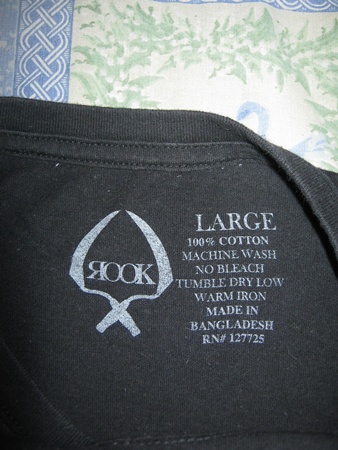 ROOK
LARGE
100% COTTON
MACHINE WASH
NO BLEACH
TUMBLE DRY LOW
WARM IRON
MADE IN
BANGLADESH
RN# 127725